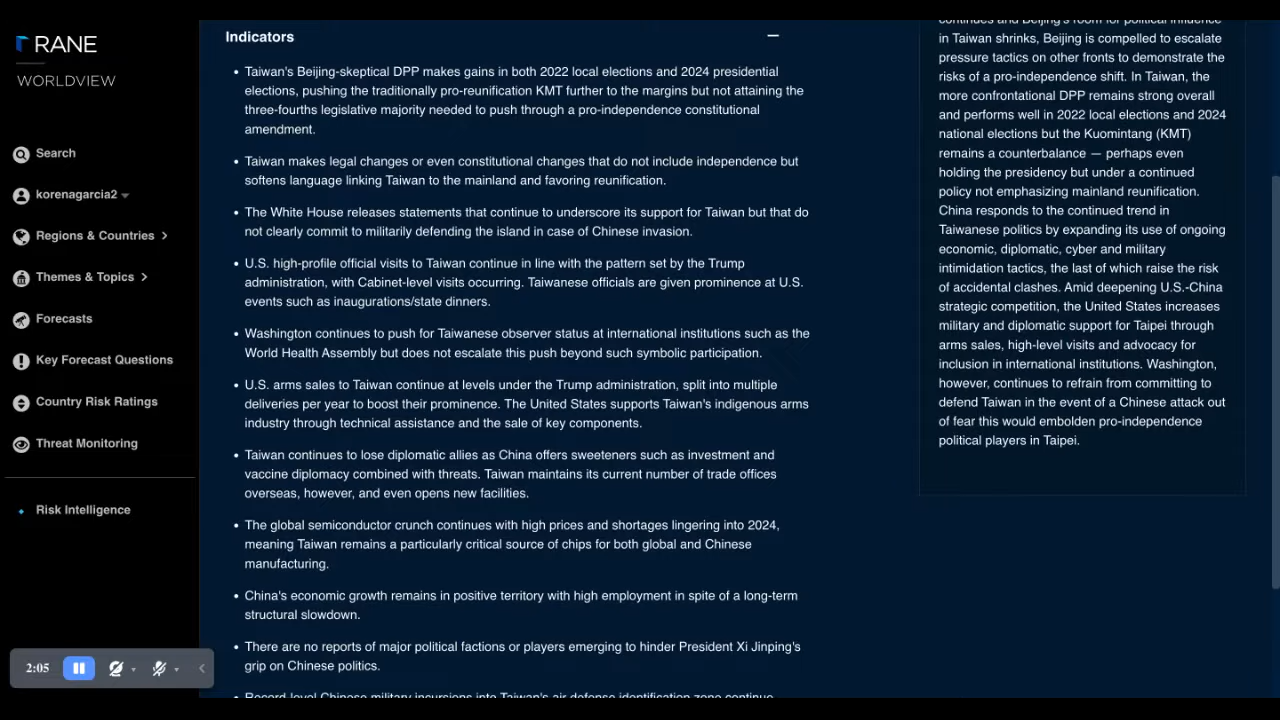 RANE
WORLDVIEW
Search
korenagarcia2
Regions & Countries
Themes & Topics
Forecasts
Key Forecast Questions
Country Risk Ratings
Threat Monitoring
Risk Intelligence
2:05
Indicators
• Taiwan's Beijing-skeptical DPP makes gains in both 2022 local elections and 2024 presidential
elections, pushing the traditionally pro-reunification KMT further to the margins but not attaining the
three-fourths legislative majority needed to push through a pro-independence constitutional
amendment.
• Taiwan makes legal changes or even constitutional changes that do not include independence but
softens language linking Taiwan to the mainland and favoring reunification.
• The White House releases statements that continue to underscore its support for Taiwan but that do
not clearly commit to militarily defending the island in case of Chinese invasion.
• U.S. high-profile official visits to Taiwan continue in line with the pattern set by the Trump
administration, with Cabinet-level visits occurring. Taiwanese officials are given prominence at U.S.
events such as inaugurations/state dinners.
• Washington continues to push for Taiwanese observer status at international institutions such as the
World Health Assembly but does not escalate this push beyond such symbolic participation.
• U.S. arms sales to Taiwan continue at levels under the Trump administration, split into multiple
deliveries per year to boost their prominence. The United States supports Taiwan's indigenous arms
industry through technical assistance and the sale of key components.
• Taiwan continues to lose diplomatic allies as China offers sweeteners such as investment and
vaccine diplomacy combined with threats. Taiwan maintains its current number of trade offices
overseas, however, and even opens new facilities.
• The global semiconductor crunch continues with high prices and shortages lingering into 2024,
meaning Taiwan remains a particularly critical source of chips for both global and Chinese
manufacturing.
• China's economic growth remains in positive territory with high employment in spite of a long-term
structural slowdown.
• There are no reports of major political factions or players emerging to hinder President Xi Jinping's
grip on Chinese politics.
• Record-level Chinese military incursions into Taiwan's air defense identification zone continue
continues and Beijing's room for political influence
in Taiwan shrinks, Beijing is compelled to escalate
pressure tactics on other fronts to demonstrate the
risks of a pro-independence shift. In Taiwan, the
more confrontational DPP remains strong overall
and performs well in 2022 local elections and 2024
national elections but the Kuomintang (KMT)
remains a counterbalance — perhaps even
holding the presidency but under a continued
policy not emphasizing mainland reunification.
China responds to the continued trend in
Taiwanese politics by expanding its use of ongoing
economic, diplomatic, cyber and military
intimidation tactics, the last of which raise the risk
of accidental clashes. Amid deepening U.S.-China
strategic competition, the United States increases
military and diplomatic support for Taipei through
arms sales, high-level visits and advocacy for
inclusion in international institutions. Washington,
however, continues to refrain from committing to
defend Taiwan in the event of a Chinese attack out
of fear this would embolden pro-independence
political players in Taipei.